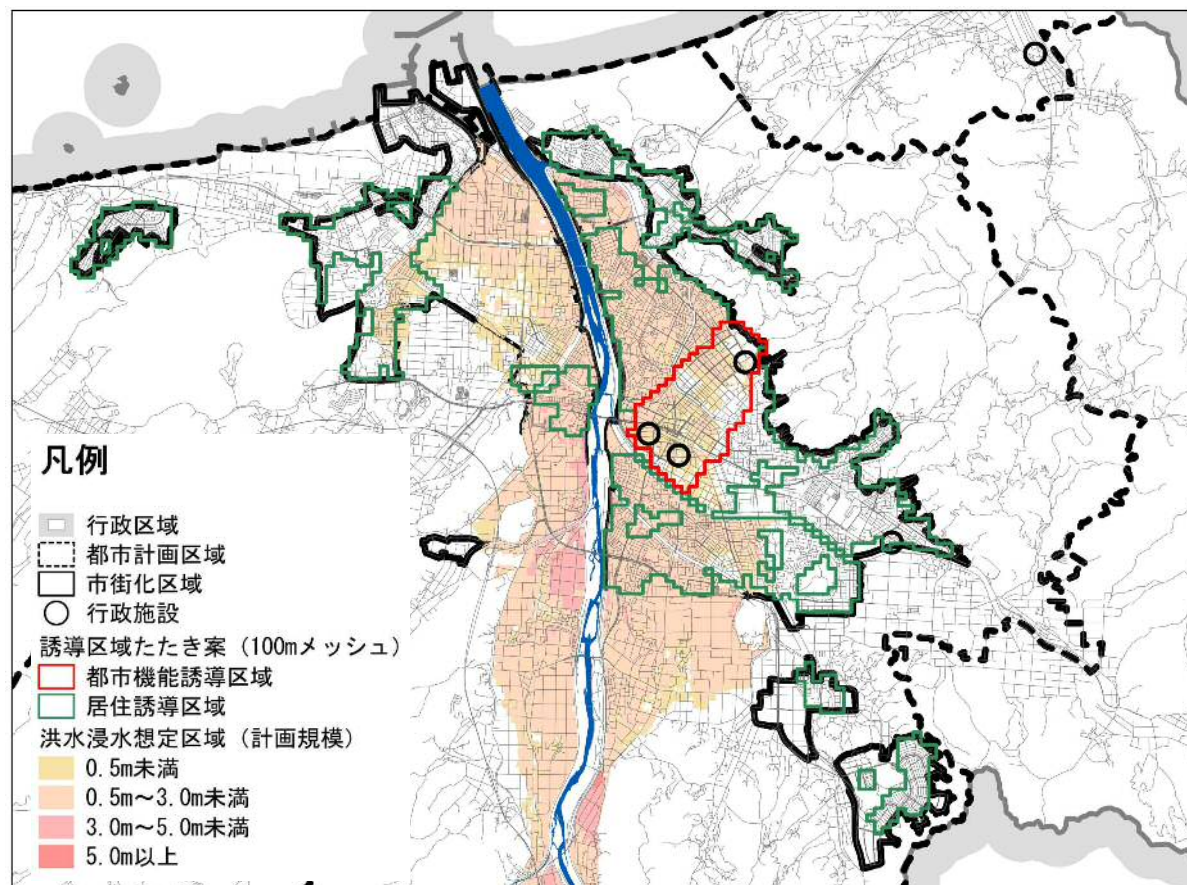 凡例
行政区域
都市計画区域
市街化区域
行政施設
誘導区域たたき案（100mメッシュ）
都市機能誘導区域
居住誘導区域
洪水浸水想定区域（計画規模）
0.5m未満
0.5m～3.0m未満
3.0m～5.0m未満
5.0m以上